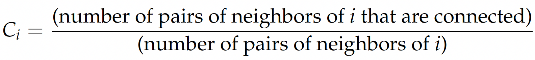 C_i = (number of pairs of neighbors of i that are connected) / (number of pairs of neighbors of i)